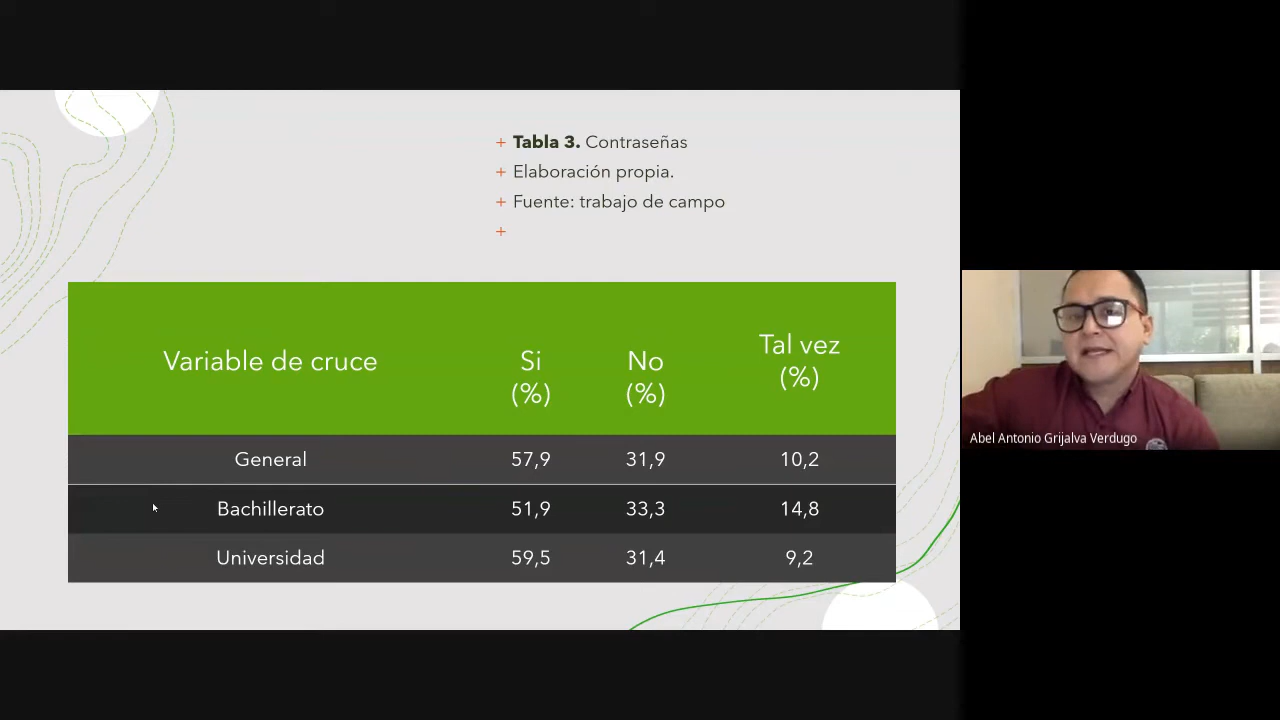 + Tabla 3. Contraseñas
+ Elaboración propia.
+ Fuente: trabajo de campo
+
Variable de cruce Si (%) No (%) Tal vez (%)
General 57,9 31,9 10,2
Bachillerato 51,9 33,3 14,8
Universidad 59,5 31,4 9,2
Abel Antonio Grijalva Verdugo